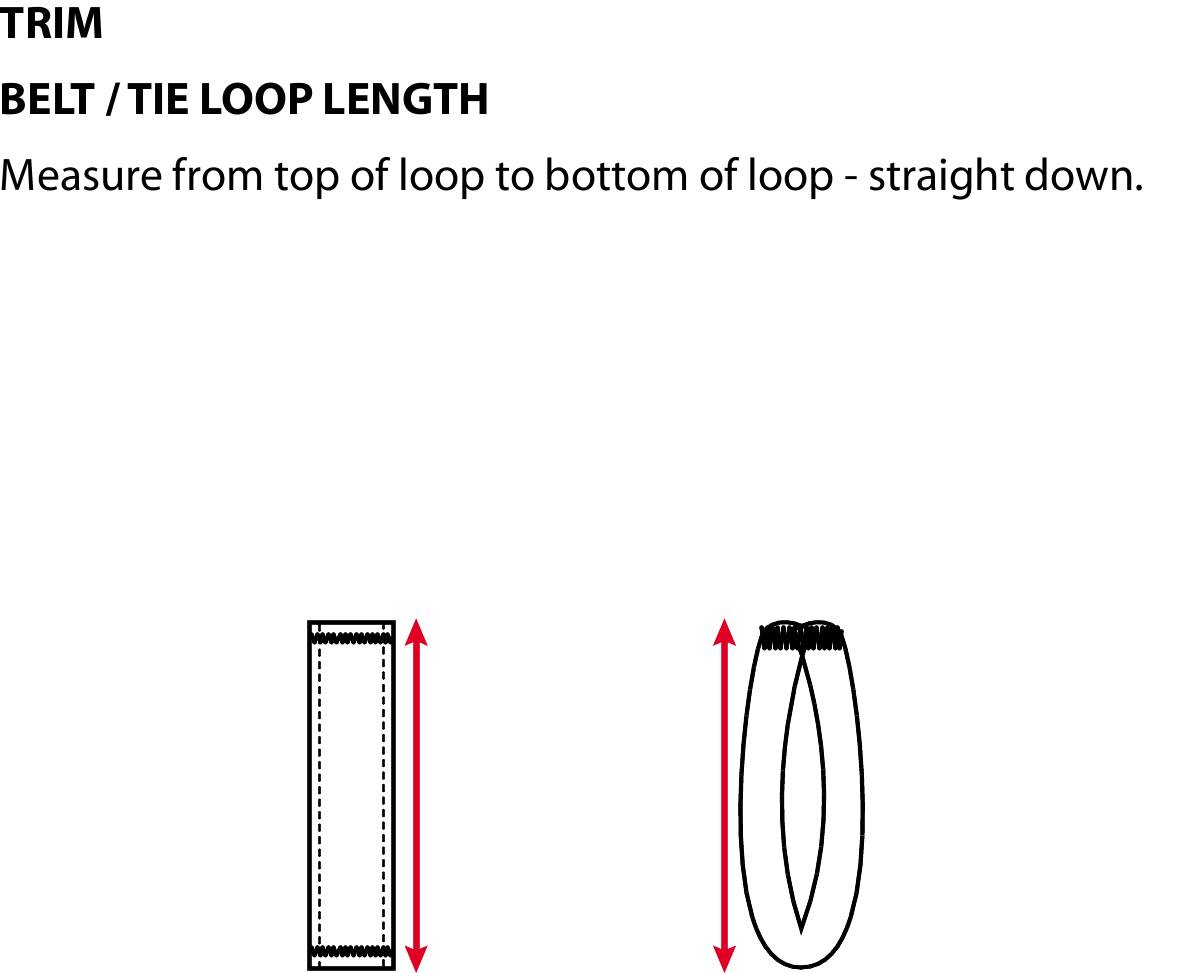 TRIM
BELT / TIE LOOP LENGTH
Measure from top of loop to bottom of loop - straight down.